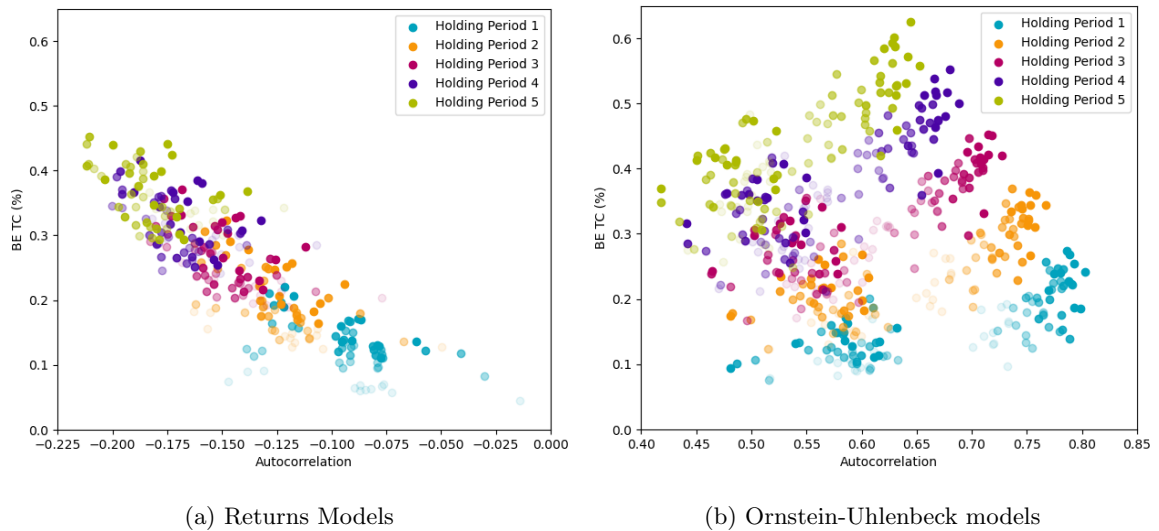 0.6
0.5
0.4
0.3
0.2
0.1
0.0
BE TC (%)
Holding Period 1
Holding Period 2
Holding Period 3
Holding Period 4
Holding Period 5
−0.225 −0.200 −0.175 −0.150 −0.125 −0.100 −0.075 −0.050 −0.025 0.000
Autocorrelation
(a) Returns Models
0.6
0.5
0.4
0.3
0.2
0.1
0.0
BE TC (%)
Holding Period 1
Holding Period 2
Holding Period 3
Holding Period 4
Holding Period 5
0.40 0.45 0.50 0.55 0.60 0.65 0.70 0.75 0.80 0.85
Autocorrelation
(b) Ornstein-Uhlenbeck models